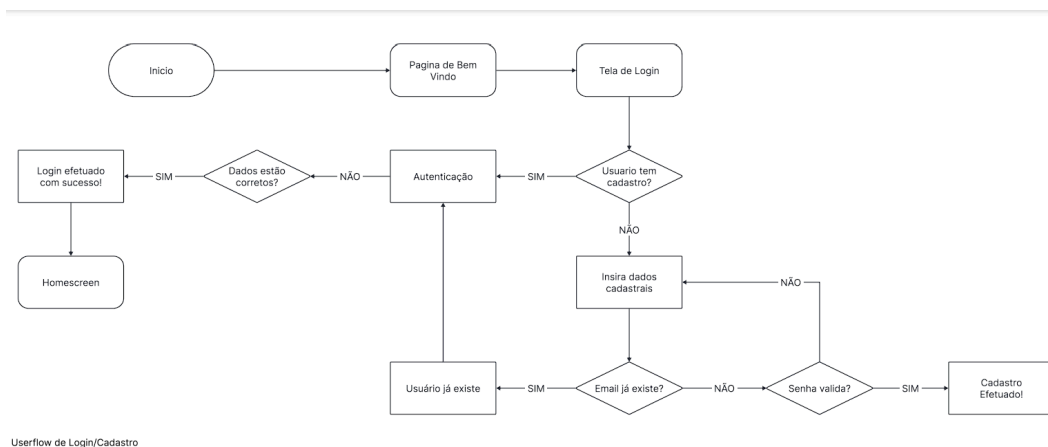 Inicio
Pagina de Bem
Vindo
Tela de Login
Login efetuado
com sucesso!
SIM
Dados estão
corretos?
NÃO
Autenticação
SIM
Usuario tem
cadastro?
NÃO
Homescreen
Insira dados
cadastrais
NÃO
Usuário já existe
SIM
Email já existe?
NÃO
Senha valida?
SIM
Cadastro
Efetuado!
Userflow de Login/Cadastro